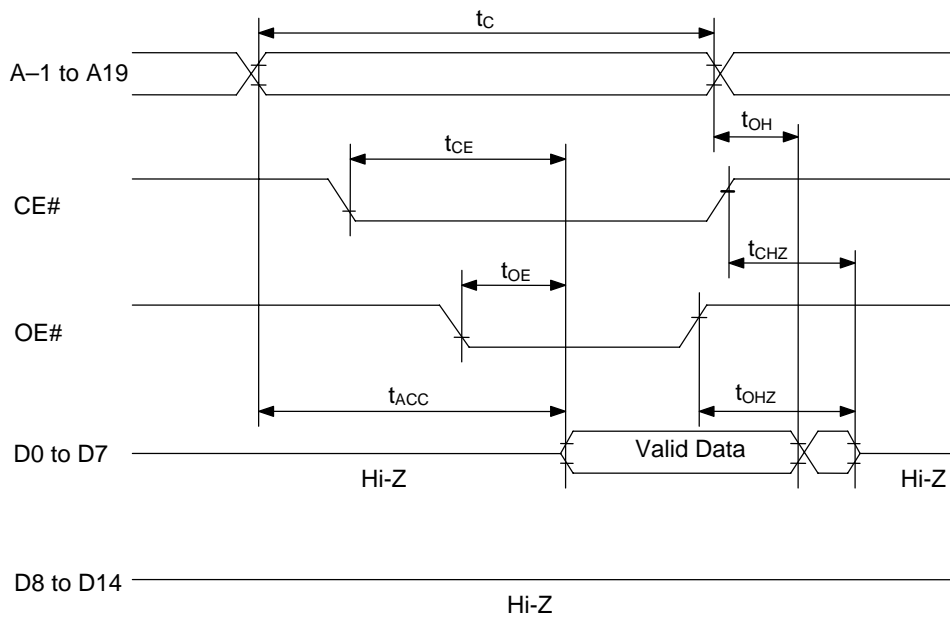 tC
A–1 to A19
tOH
tCE
CE#
tCHZ
tOE
OE#
tACC
tOHZ
D0 to D7
Valid Data
Hi-Z
Hi-Z
D8 to D14
Hi-Z